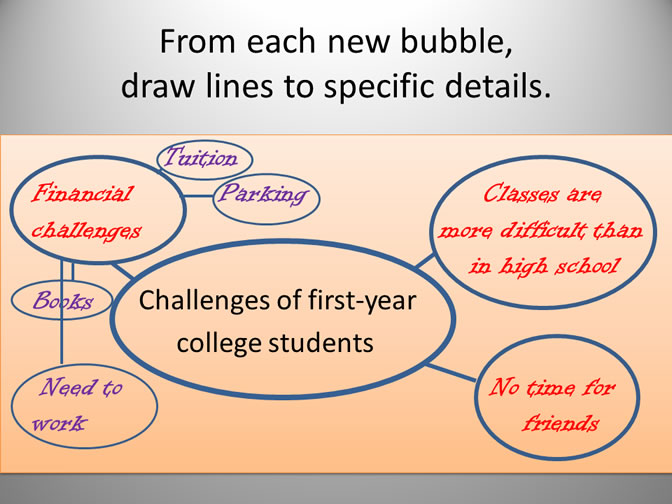 From each new bubble,
draw lines to specific details.
Tuition
Financial
challenges
Parking
Classes are
more difficult than
in high school
Books
Challenges of first-year
college students
Need to
work
No time for
friends